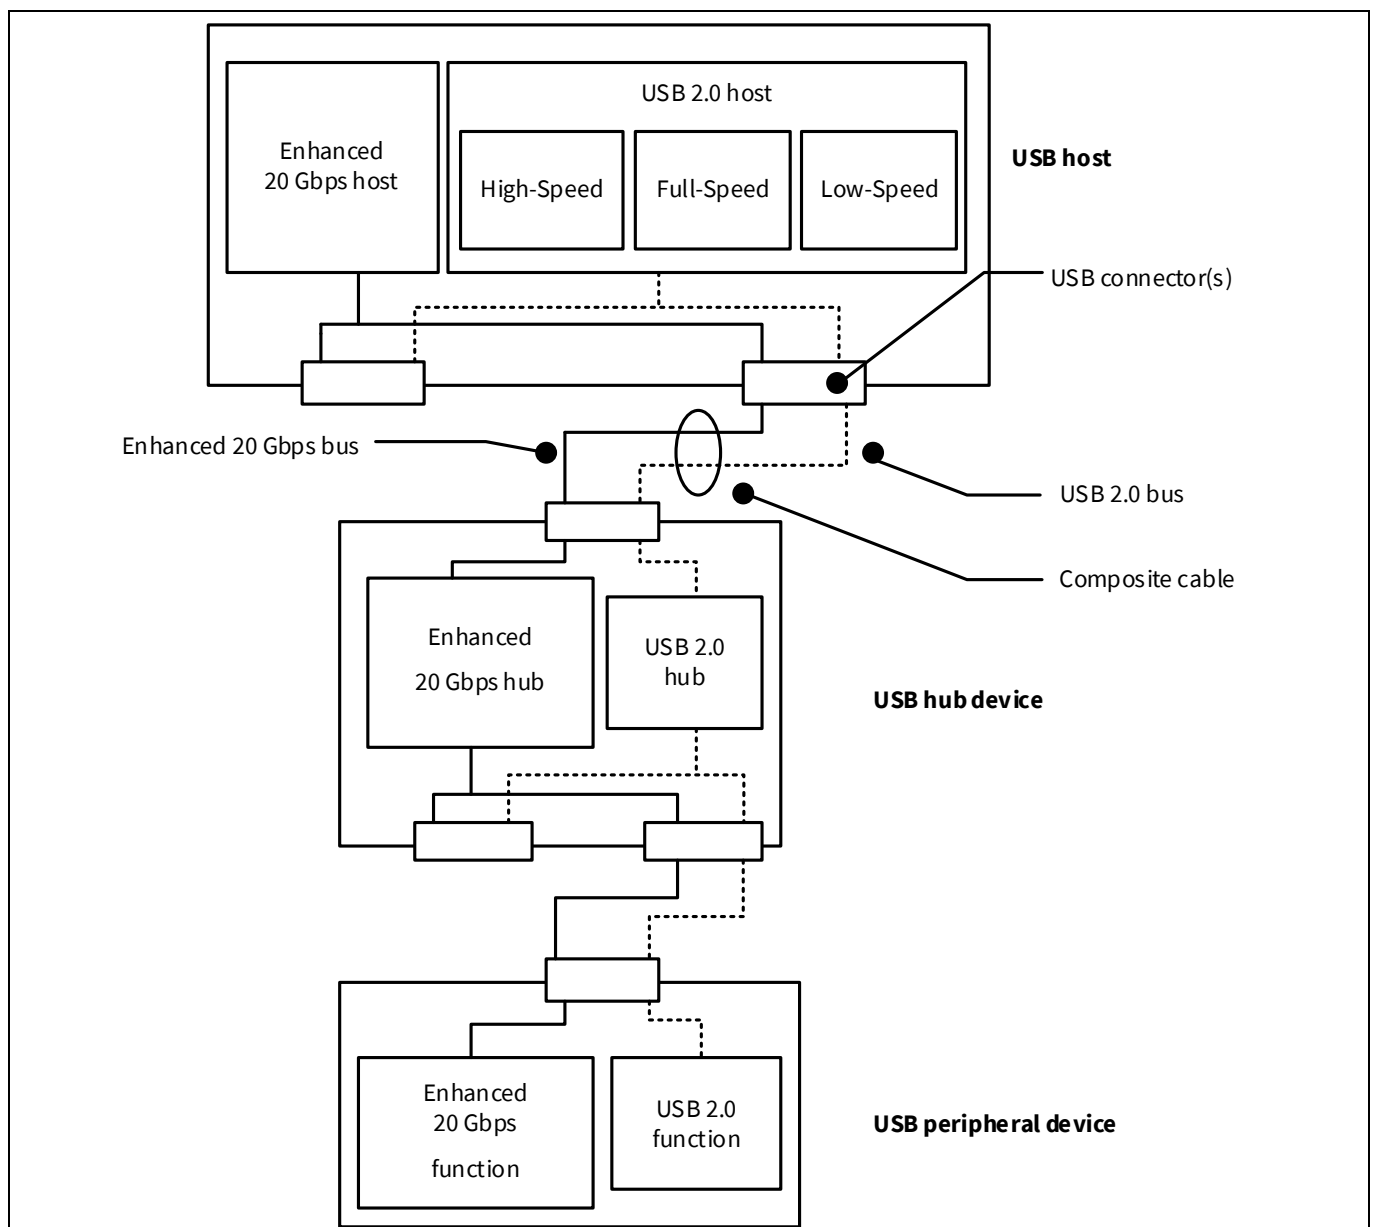 USB 2.0 host
Enhanced
20 Gbps host
High-Speed
Full-Speed
Low-Speed
USB host
USB connector(s)
Enhanced 20 Gbps bus
USB 2.0 bus
Composite cable
Enhanced
20 Gbps hub
USB 2.0
hub
USB hub device
Enhanced
20 Gbps
function
USB 2.0
function
USB peripheral device